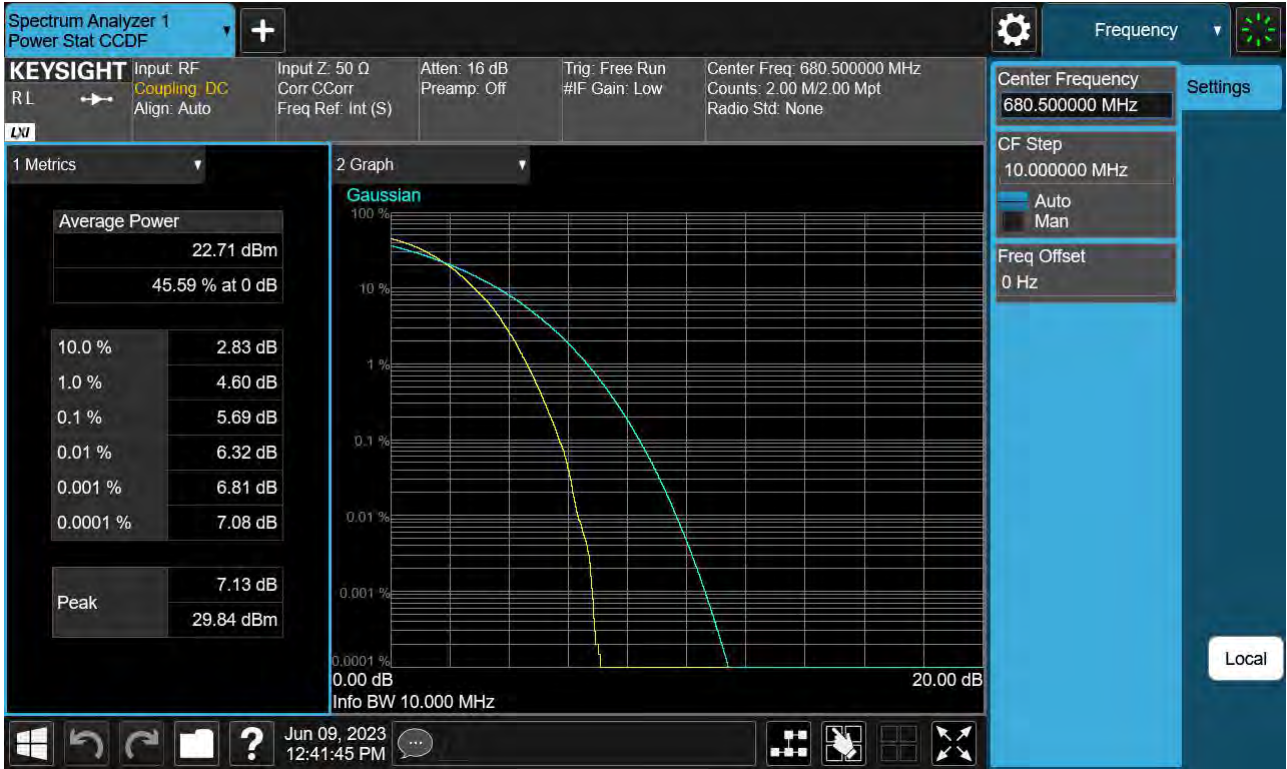 Spectrum Analyzer 1
Power Stat CCDF
+
Frequency
KEYSIGHT
RL
LXI
Input: RF
Coupling: DC
Align: Auto
Input Z: 50 Ω
Corr CCorr
Freq Ref: Int (S)
Atten: 16 dB
Preamp: Off
Trig: Free Run
#IF Gain: Low
Center Freq: 680.500000 MHz
Counts: 2.00 M/2.00 Mpt
Radio Std: None
Center Frequency
680.500000 MHz
Settings
CF Step
10.000000 MHz
Auto
Man
Freq Offset
0 Hz
Local
1 Metrics
Average Power
22.71 dBm
45.59 % at 0 dB
10.0 % 2.83 dB
1.0 % 4.60 dB
0.1 % 5.69 dB
0.01 % 6.32 dB
0.001 % 6.81 dB
0.0001 % 7.08 dB
Peak 7.13 dB
29.84 dBm
2 Graph
Gaussian
100 %
10 %
1 %
0.1 %
0.01 %
0.001 %
0.0001 %
0.00 dB 20.00 dB
Info BW 10.000 MHz
?
Jun 09, 2023
12:41:45 PM